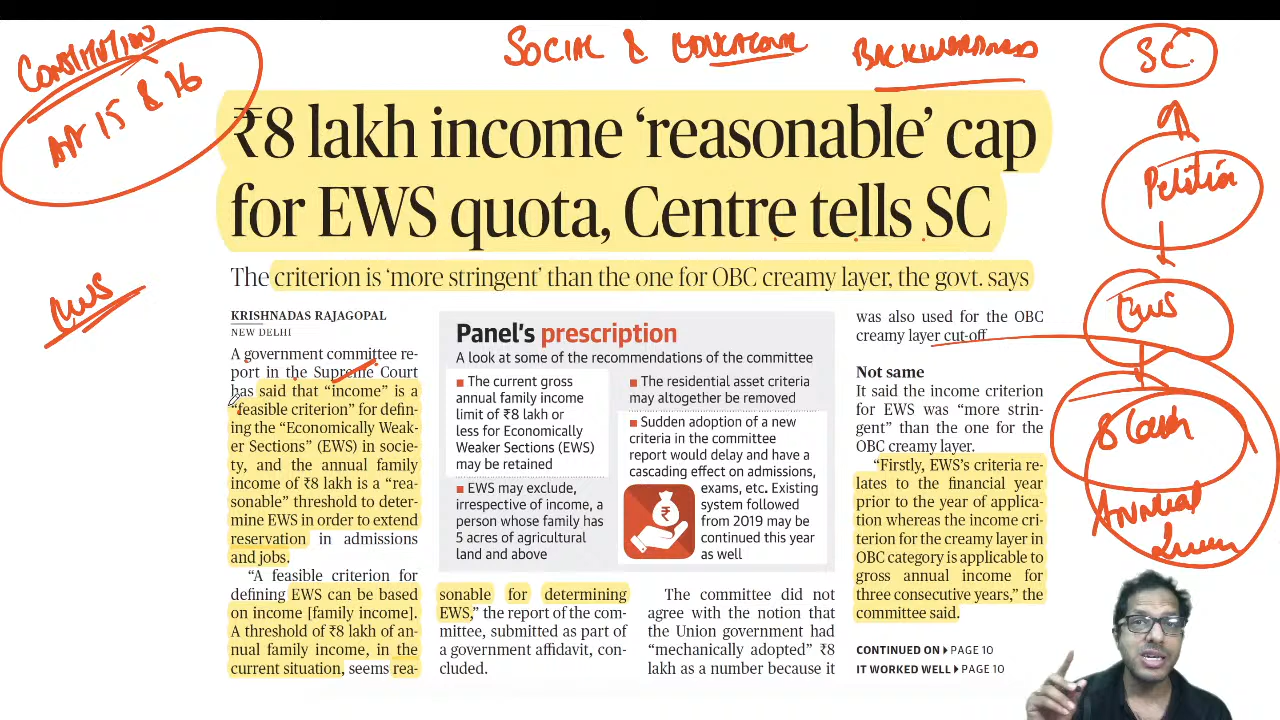 CONSTITUTION
Art 15 & 16
SOCIAL & EDUCATIONAL BACKWARDNESS
SC
Petition
EWS
8 Lakh
Annual
EWS
₹8 lakh income ‘reasonable’ cap
for EWS quota, Centre tells SC
The criterion is ‘more stringent’ than the one for OBC creamy layer, the govt. says
KRISHNADAS RAJAGOPAL
NEW DELHI
A government committee re-
port in the Supreme Court
has said that “income” is a
“feasible criterion” for defin-
ing the “Economically Weak-
er Sections” (EWS) in socie-
ty, and the annual family
income of ₹8 lakh is a “rea-
sonable” threshold to deter-
mine EWS in order to extend
reservation in admissions
and jobs.
“A feasible criterion for
defining EWS can be based
on income [family income].
A threshold of ₹8 lakh of an-
nual family income, in the
current situation, seems rea-
Panel’s prescription
A look at some of the recommendations of the committee
The current gross
annual family income
limit of ₹8 lakh or
less for Economically
Weaker Sections (EWS)
may be retained
EWS may exclude,
irrespective of income, a
person whose family has
5 acres of agricultural
land and above
The residential asset criteria
may altogether be removed
Sudden adoption of a new
criteria in the committee
report would delay and have a
cascading effect on admissions,
exams, etc. Existing
system followed
from 2019 may be
continued this year
as well
₹
sonable for determining
EWS,” the report of the com-
mittee, submitted as part of
a government affidavit, con-
cluded.
The committee did not
agree with the notion that
the Union government had
“mechanically adopted” ₹8
lakh as a number because it
was also used for the OBC
creamy layer cut-off.
Not same
It said the income criterion
for EWS was “more strin-
gent” than the one for the
OBC creamy layer.
“Firstly, EWS’s criteria re-
lates to the financial year
prior to the year of applica-
tion whereas the income cri-
terion for the creamy layer in
OBC category is applicable to
gross annual income for
three consecutive years,” the
committee said.
CONTINUED ON ▸ PAGE 10
IT WORKED WELL ▸ PAGE 10